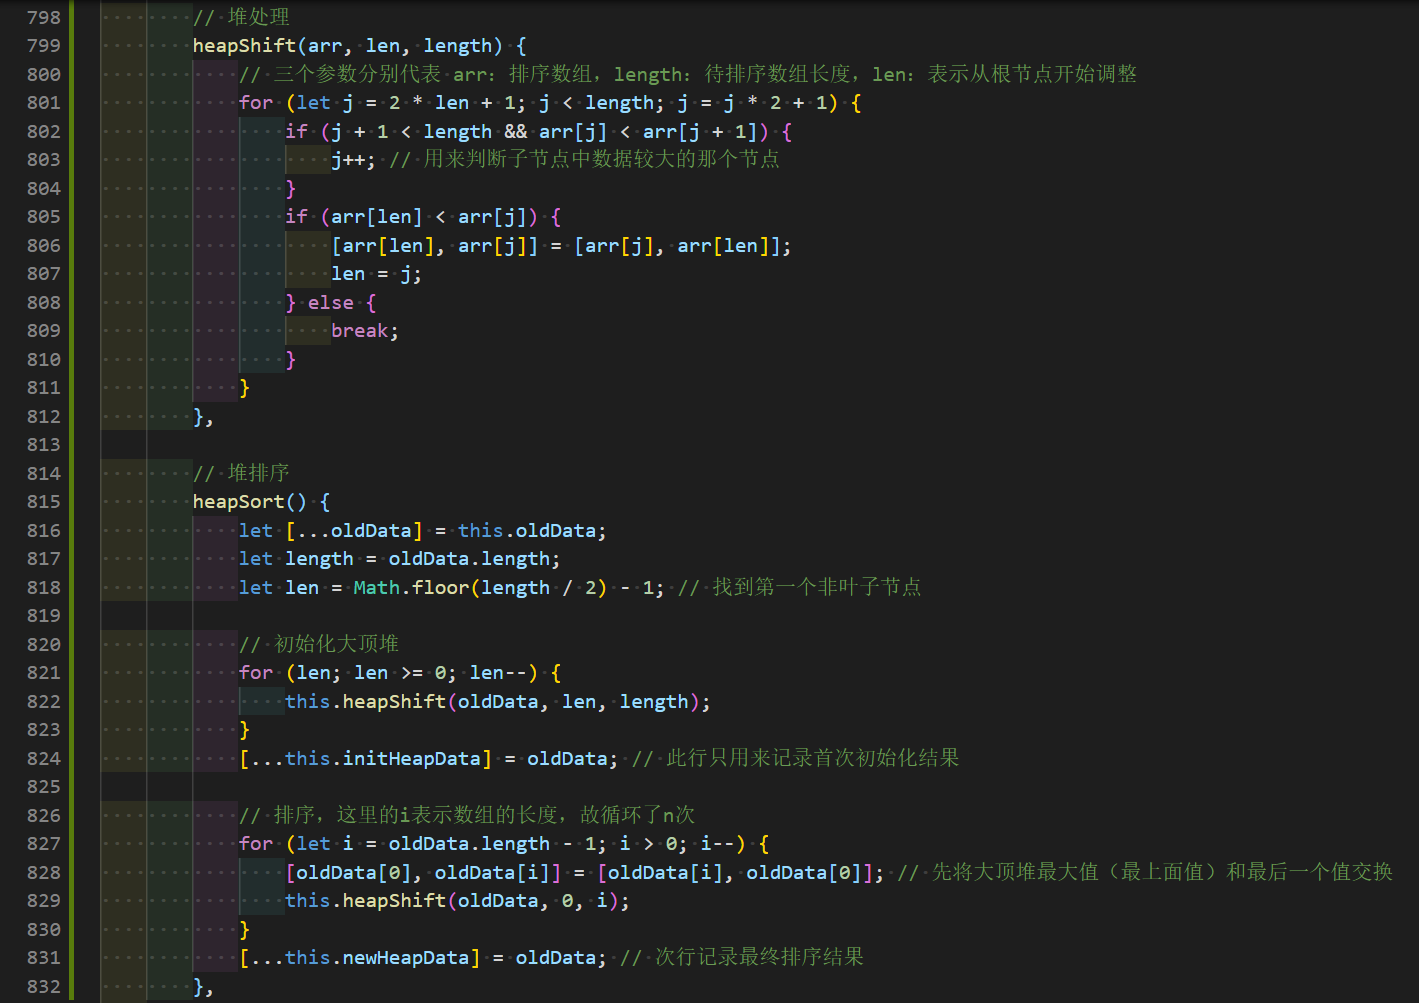 798 // 堆处理
799 heapShift(arr, len, length) {
800 // 三个参数分别代表 arr：排序数组，length：待排序数组长度，len：表示从根节点开始调整
801 for (let j = 2 * len + 1; j < length; j = j * 2 + 1) {
802 if (j + 1 < length && arr[j] < arr[j + 1]) {
803 j++; // 用来判断子节点中数据较大的那个节点
804 }
805 if (arr[len] < arr[j]) {
806 [arr[len], arr[j]] = [arr[j], arr[len]];
807 len = j;
808 } else {
809 break;
810 }
811 }
812 },
813
814 // 堆排序
815 heapSort() {
816 let [...oldData] = this.oldData;
817 let length = oldData.length;
818 let len = Math.floor(length / 2) - 1; // 找到第一个非叶子节点
819
820 // 初始化大顶堆
821 for (len; len >= 0; len--) {
822 this.heapShift(oldData, len, length);
823 }
824 [...this.initHeapData] = oldData; // 此行只用来记录首次初始化结果
825
826 // 排序，这里的i表示数组的长度，故循环了n次
827 for (let i = oldData.length - 1; i > 0; i--) {
828 [oldData[0], oldData[i]] = [oldData[i], oldData[0]]; // 先将大顶堆最大值（最上面值）和最后一个值交换
829 this.heapShift(oldData, 0, i);
830 }
831 [...this.newHeapData] = oldData; // 次行记录最终排序结果
832 },